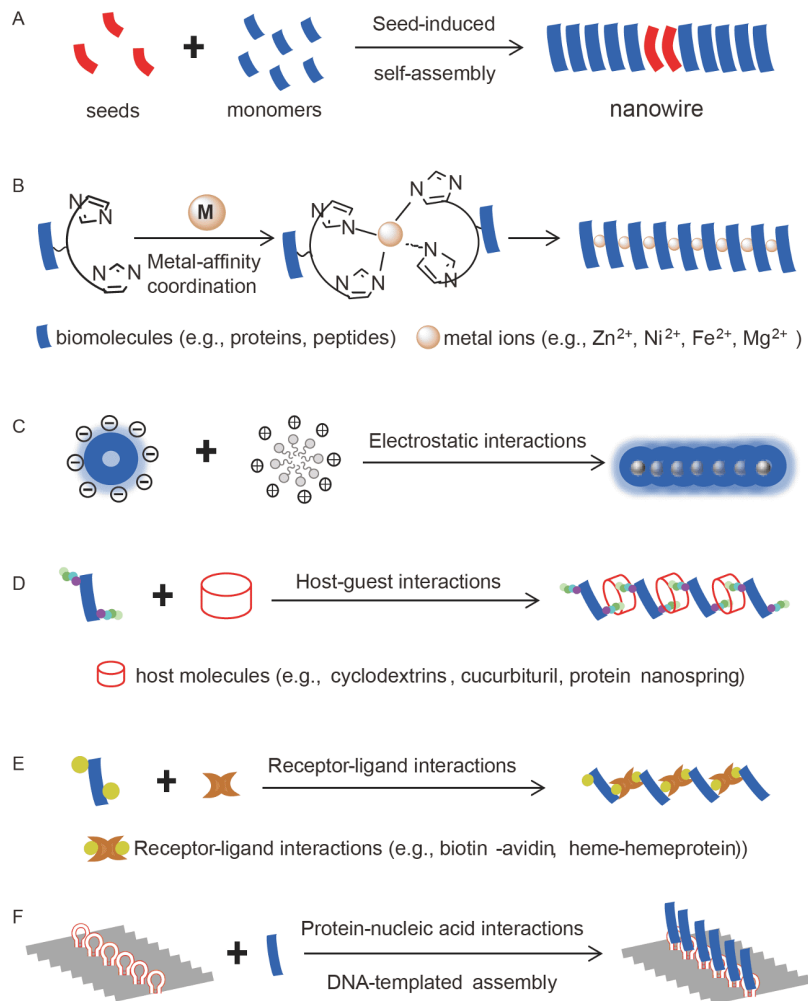 A
Seed-induced
self-assembly
seeds
monomers
nanowire
B
N
N
N
N
M
Metal-affinity
coordination
N
N
N
N
N
N
N
N
biomolecules (e.g., proteins, peptides)
metal ions (e.g., Zn²⁺, Ni²⁺, Fe²⁺, Mg²⁺ )
C
Electrostatic interactions
D
Host-guest interactions
host molecules (e.g., cyclodextrins, cucurbituril, protein nanospring)
E
Receptor-ligand interactions
Receptor-ligand interactions (e.g., biotin -avidin, heme-hemeprotein))
F
Protein-nucleic acid interactions
DNA-templated assembly